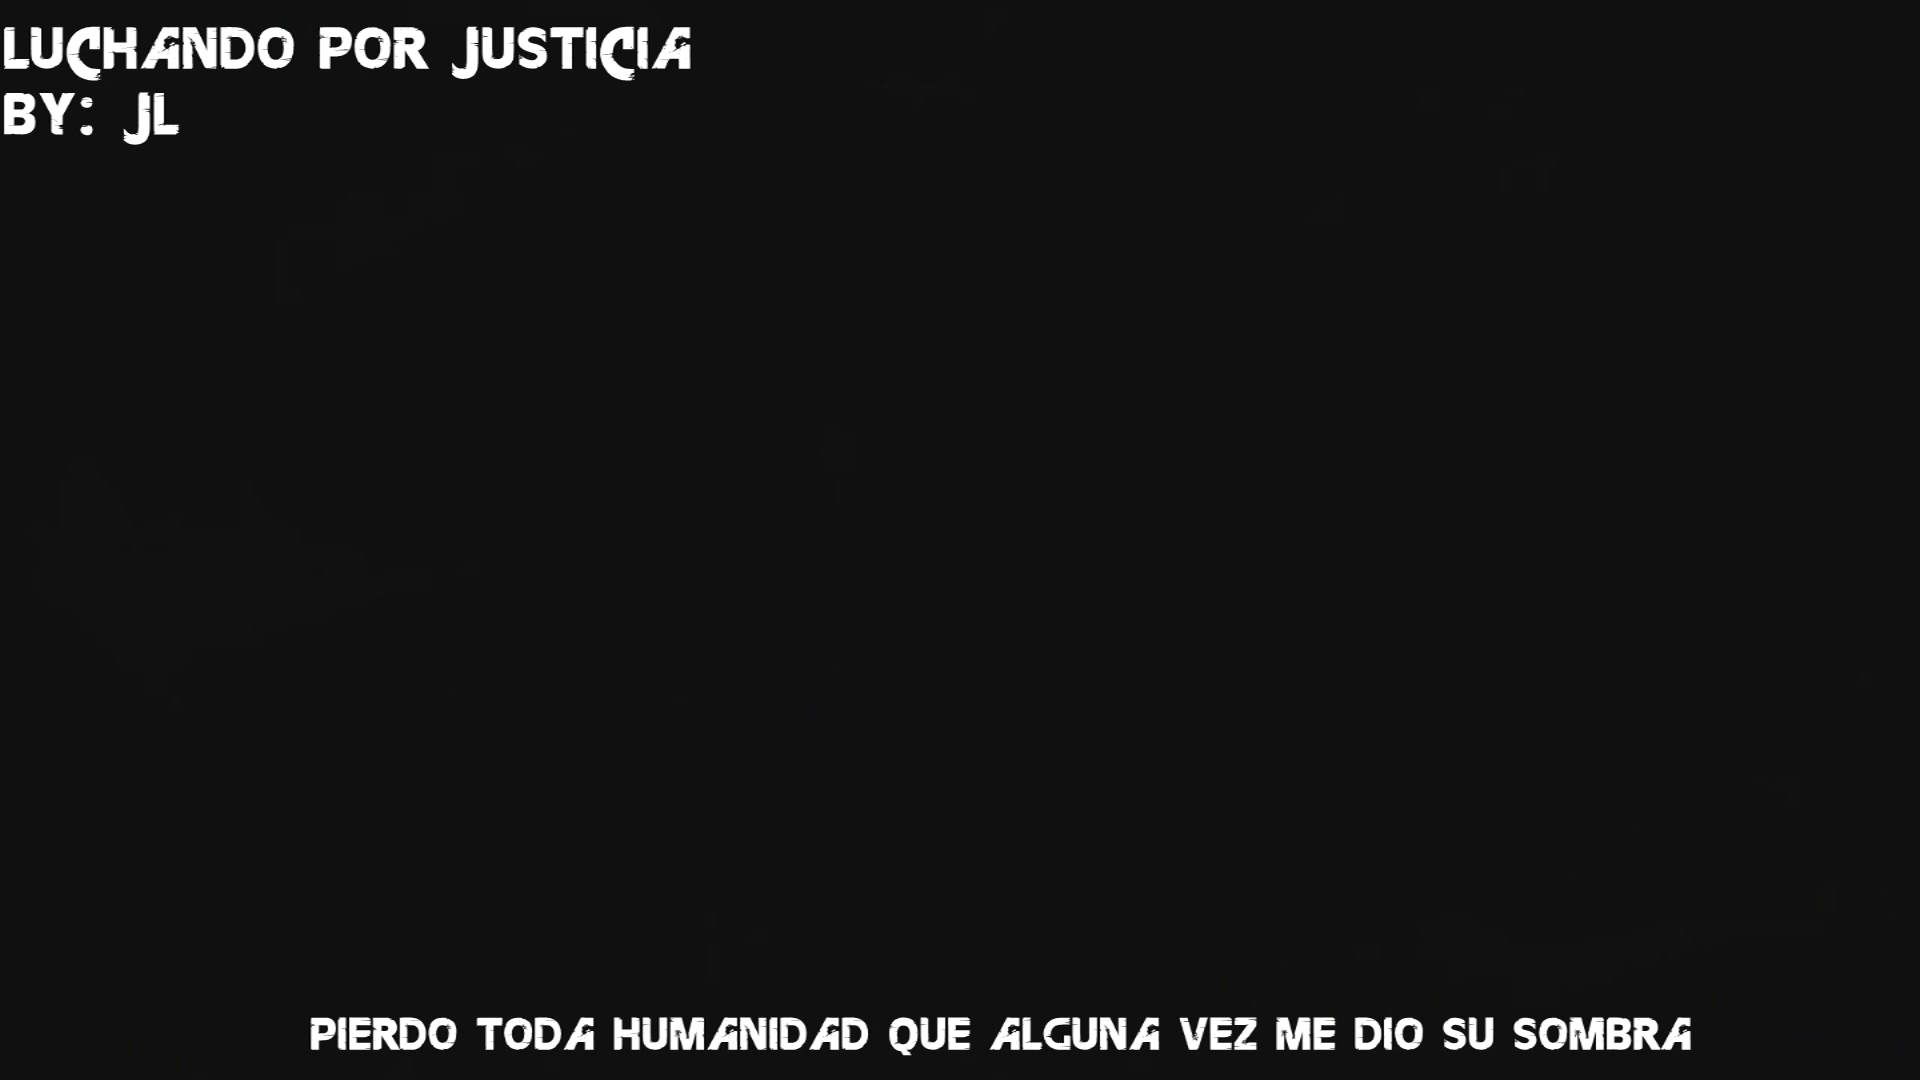 LUCHANDO POR JUSTICIA
BY: JL
PIERDO TODA HUMANIDAD QUE ALGUNA VEZ ME DIO SU SOMBRA